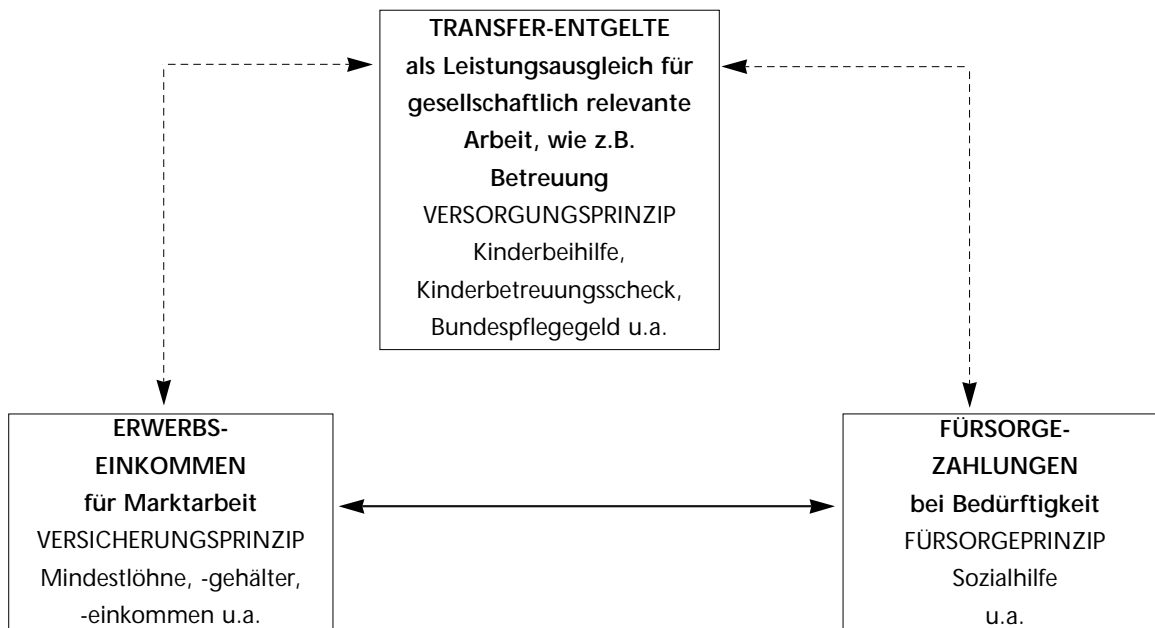 TRANSFER-ENTGELTE
als Leistungsausgleich für
gesellschaftlich relevante
Arbeit, wie z.B.
Betreuung
VERSORGUNGSPRINZIP
Kinderbeihilfe,
Kinderbetreuungsscheck,
Bundespflegegeld u.a.
ERWERBS-
EINKOMMEN
für Marktarbeit
VERSICHERUNGSPRINZIP
Mindestlöhne, -gehälter,
-einkommen u.a.
FÜRSORGE-
ZAHLUNGEN
bei Bedürftigkeit
FÜRSORGEPRINZIP
Sozialhilfe
u.a.